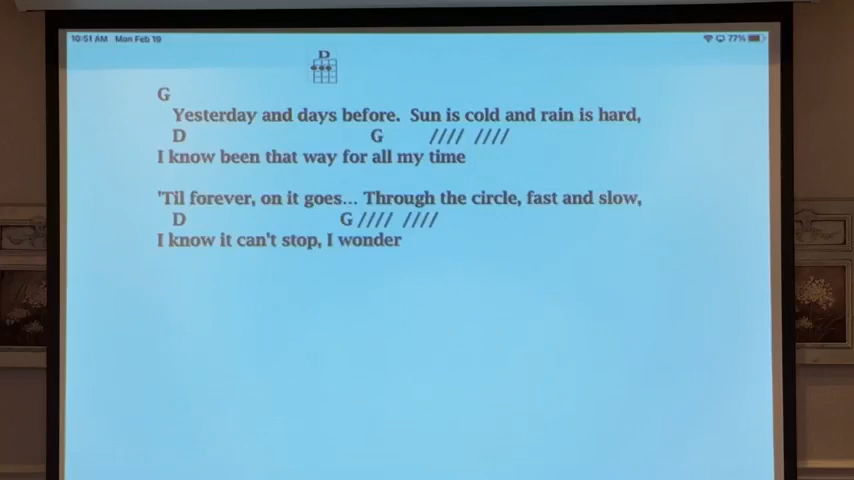 10:51 AM Mon Feb 19
77%
D
G
Yesterday and days before. Sun is cold and rain is hard,
D G //// ////
I know been that way for all my time
'Til forever, on it goes... Through the circle, fast and slow,
D G //// ////
I know it can't stop, I wonder